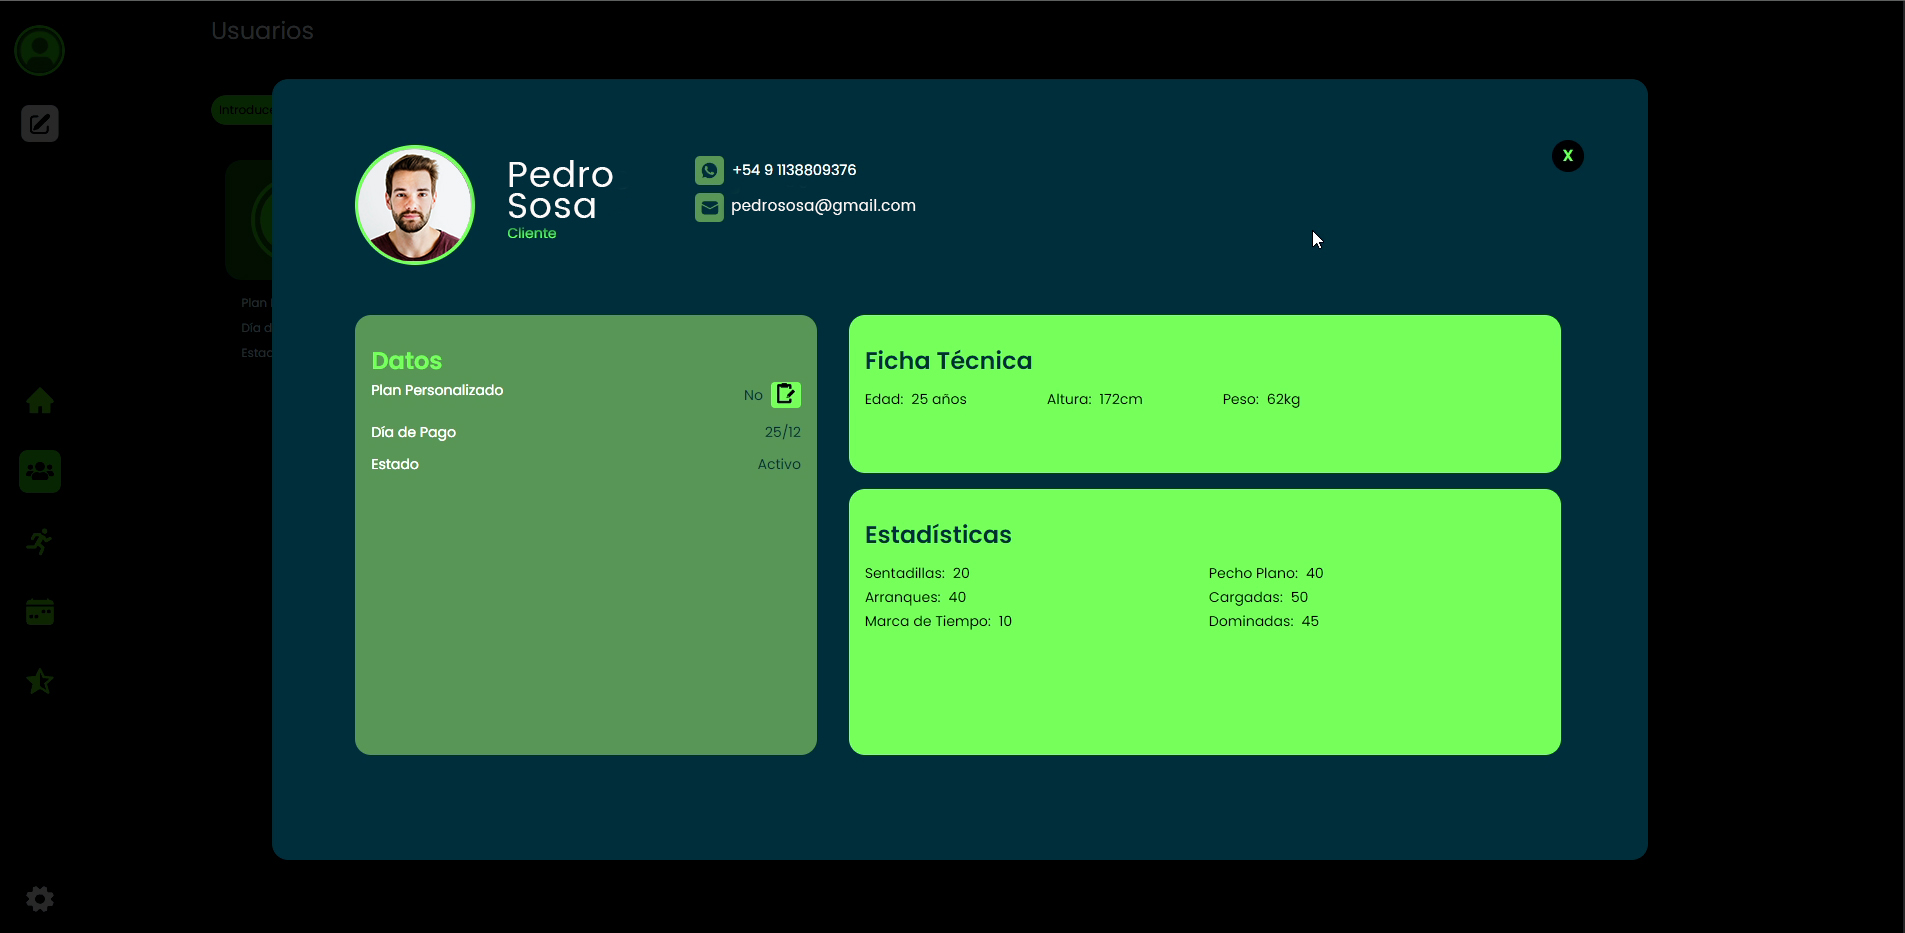 Usuarios
Introduce
Pedro
Sosa
Cliente
+54 9 1138809376
pedrososa@gmail.com
X
Plan
Día d
Estad
Datos
Plan Personalizado No
Día de Pago 25/12
Estado Activo
Ficha Técnica
Edad: 25 años Altura: 172cm Peso: 62kg
Estadísticas
Sentadillas: 20 Pecho Plano: 40
Arranques: 40 Cargadas: 50
Marca de Tiempo: 10 Dominadas: 45